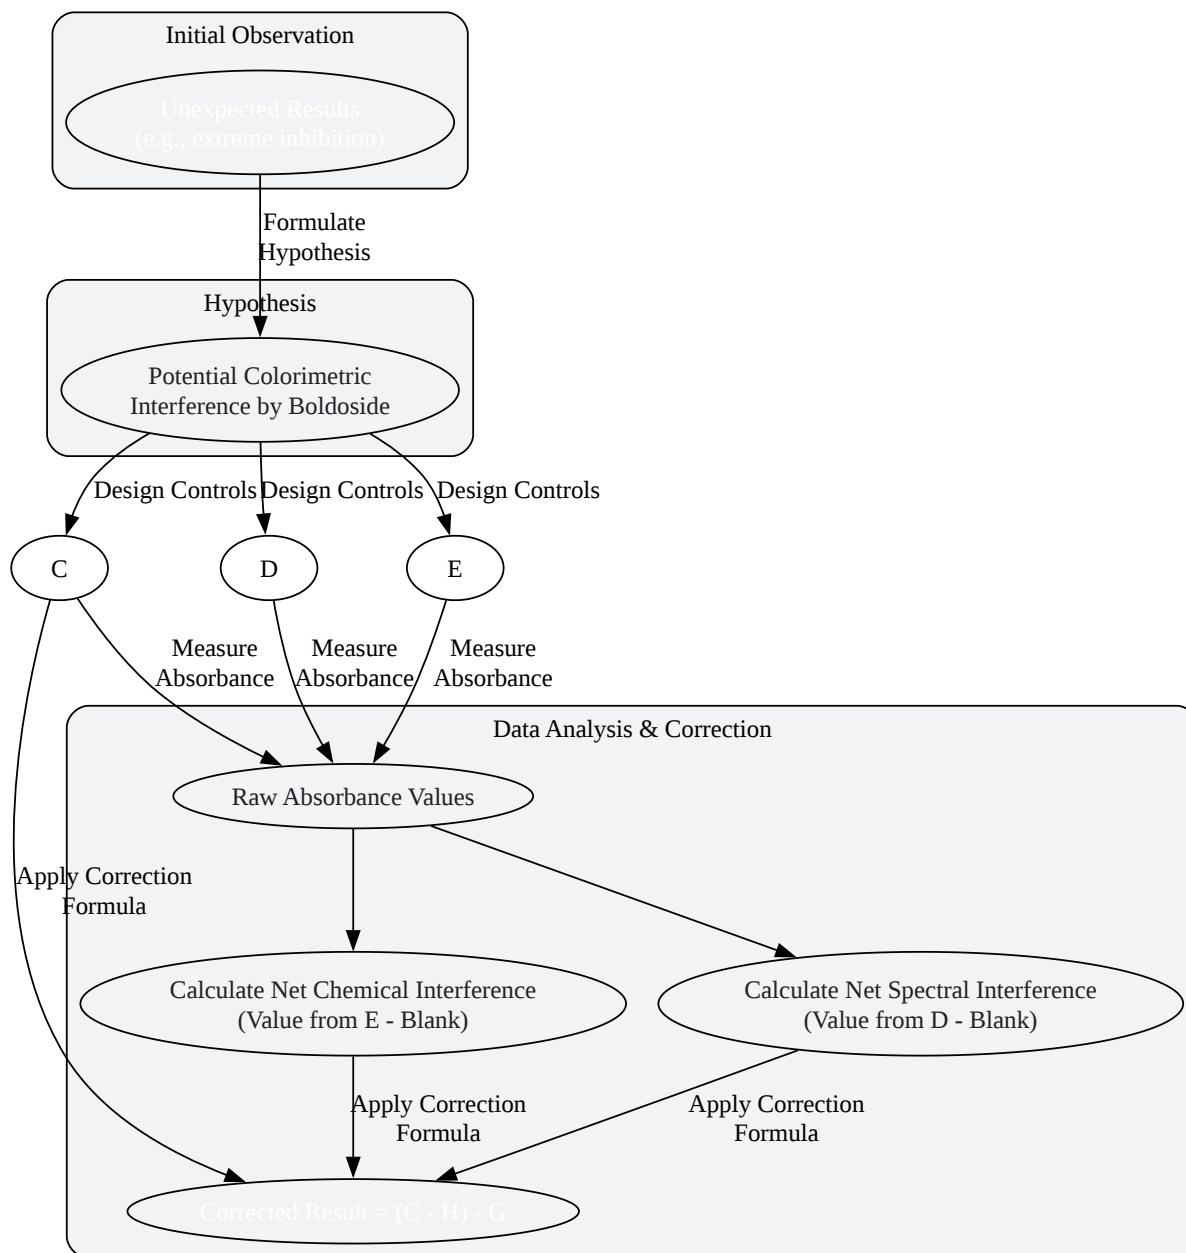 Initial Observation
Unexpected Results
(e.g., extreme inhibition)
Formulate
Hypothesis
Hypothesis
Potential Colorimetric
Interference by Boldoside
Design Controls
Design Controls
Design Controls
C
D
E
Measure
Absorbance
Measure
Absorbance
Measure
Absorbance
Data Analysis & Correction
Raw Absorbance Values
Apply Correction
Formula
Calculate Net Chemical Interference
(Value from E - Blank)
Calculate Net Spectral Interference
(Value from D - Blank)
Apply Correction
Formula
Apply Correction
Formula
Corrected Result = (C - H) - G